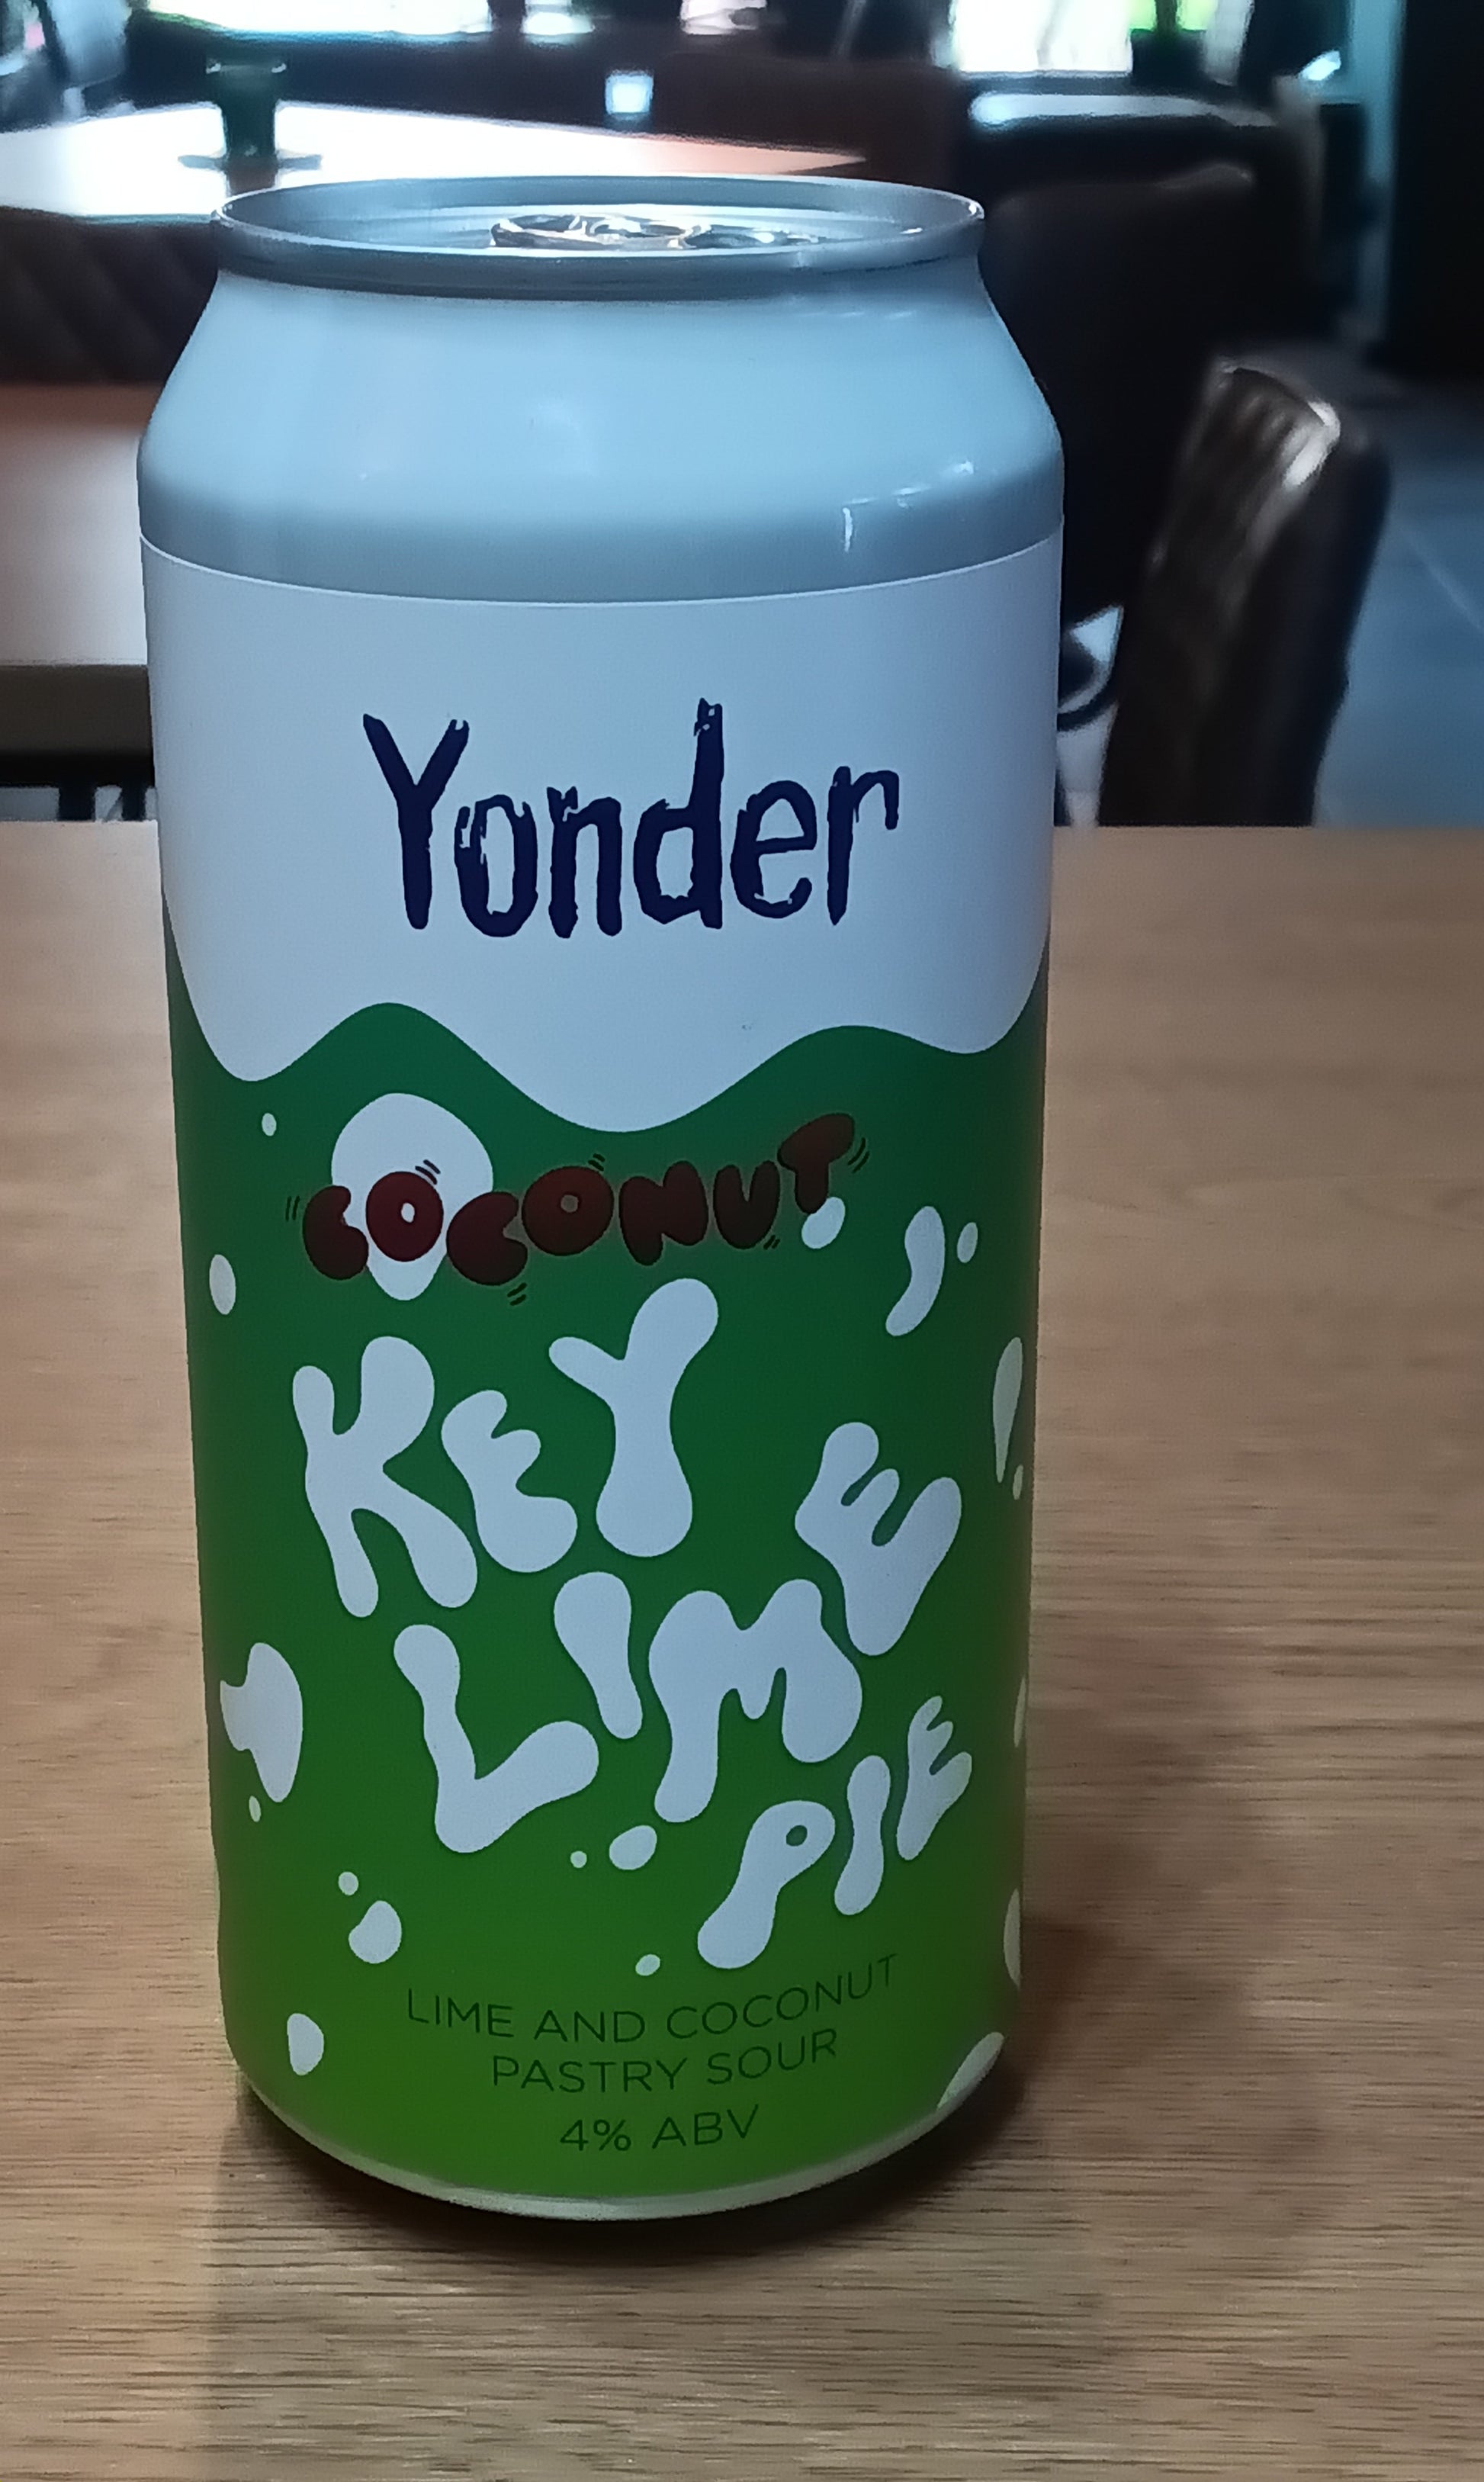 Yonder
COCONUT
KEY
LIME
PIE
LIME AND COCONUT
PASTRY SOUR
4% ABV